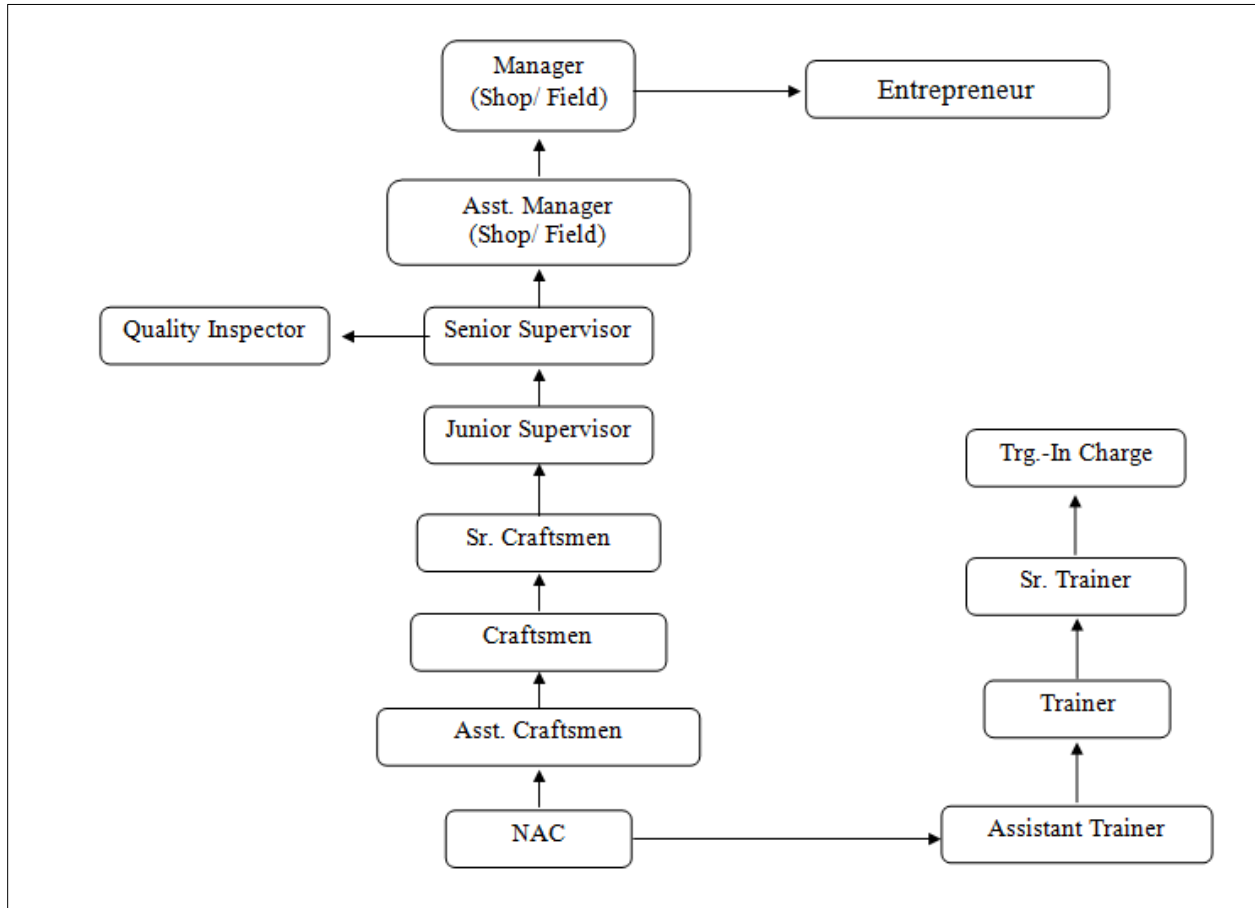 Manager
(Shop/ Field)
Entrepreneur
Asst. Manager
(Shop/ Field)
Quality Inspector
Senior Supervisor
Junior Supervisor
Trg.-In Charge
Sr. Craftsmen
Sr. Trainer
Craftsmen
Trainer
Asst. Craftsmen
NAC
Assistant Trainer